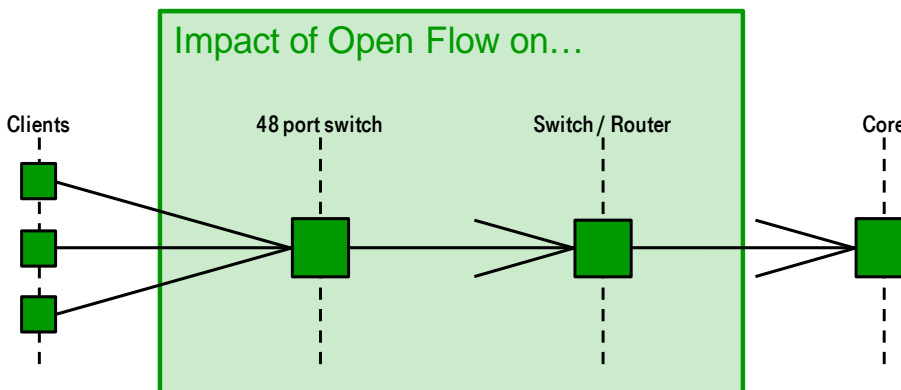 Impact of Open Flow on…
Clients
48 port switch
Switch / Router
Core